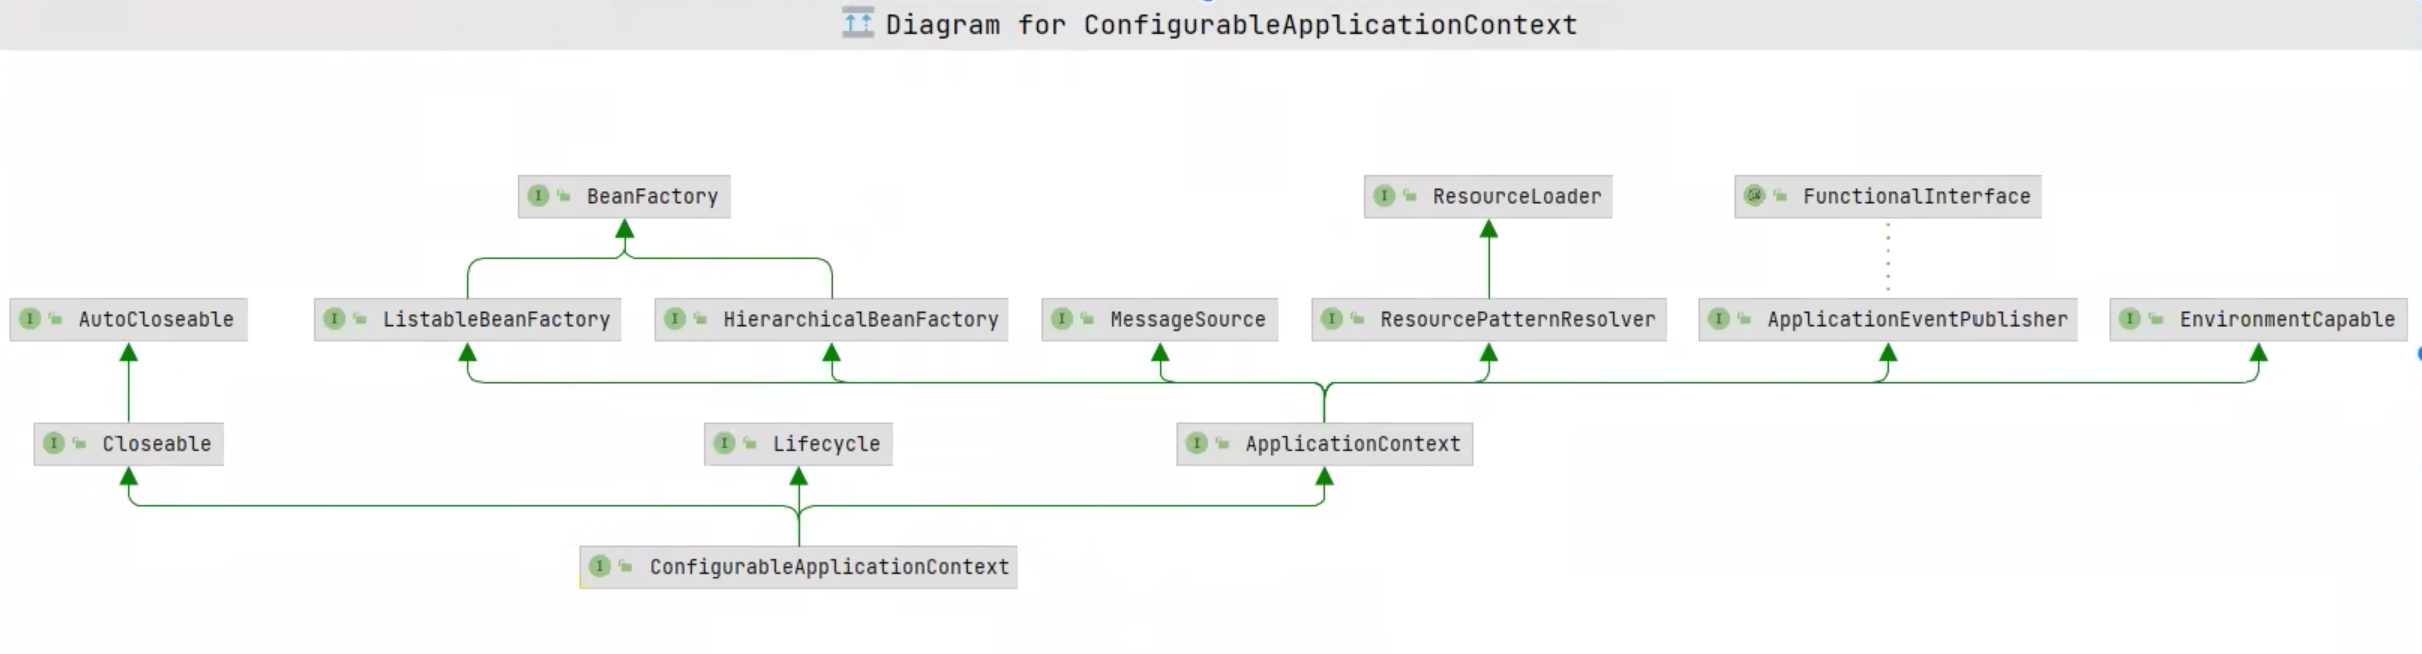 Diagram for ConfigurableApplicationContext
BeanFactory
ResourceLoader
FunctionalInterface
AutoCloseable
ListableBeanFactory
HierarchicalBeanFactory
MessageSource
ResourcePatternResolver
ApplicationEventPublisher
EnvironmentCapable
Closeable
Lifecycle
ApplicationContext
ConfigurableApplicationContext